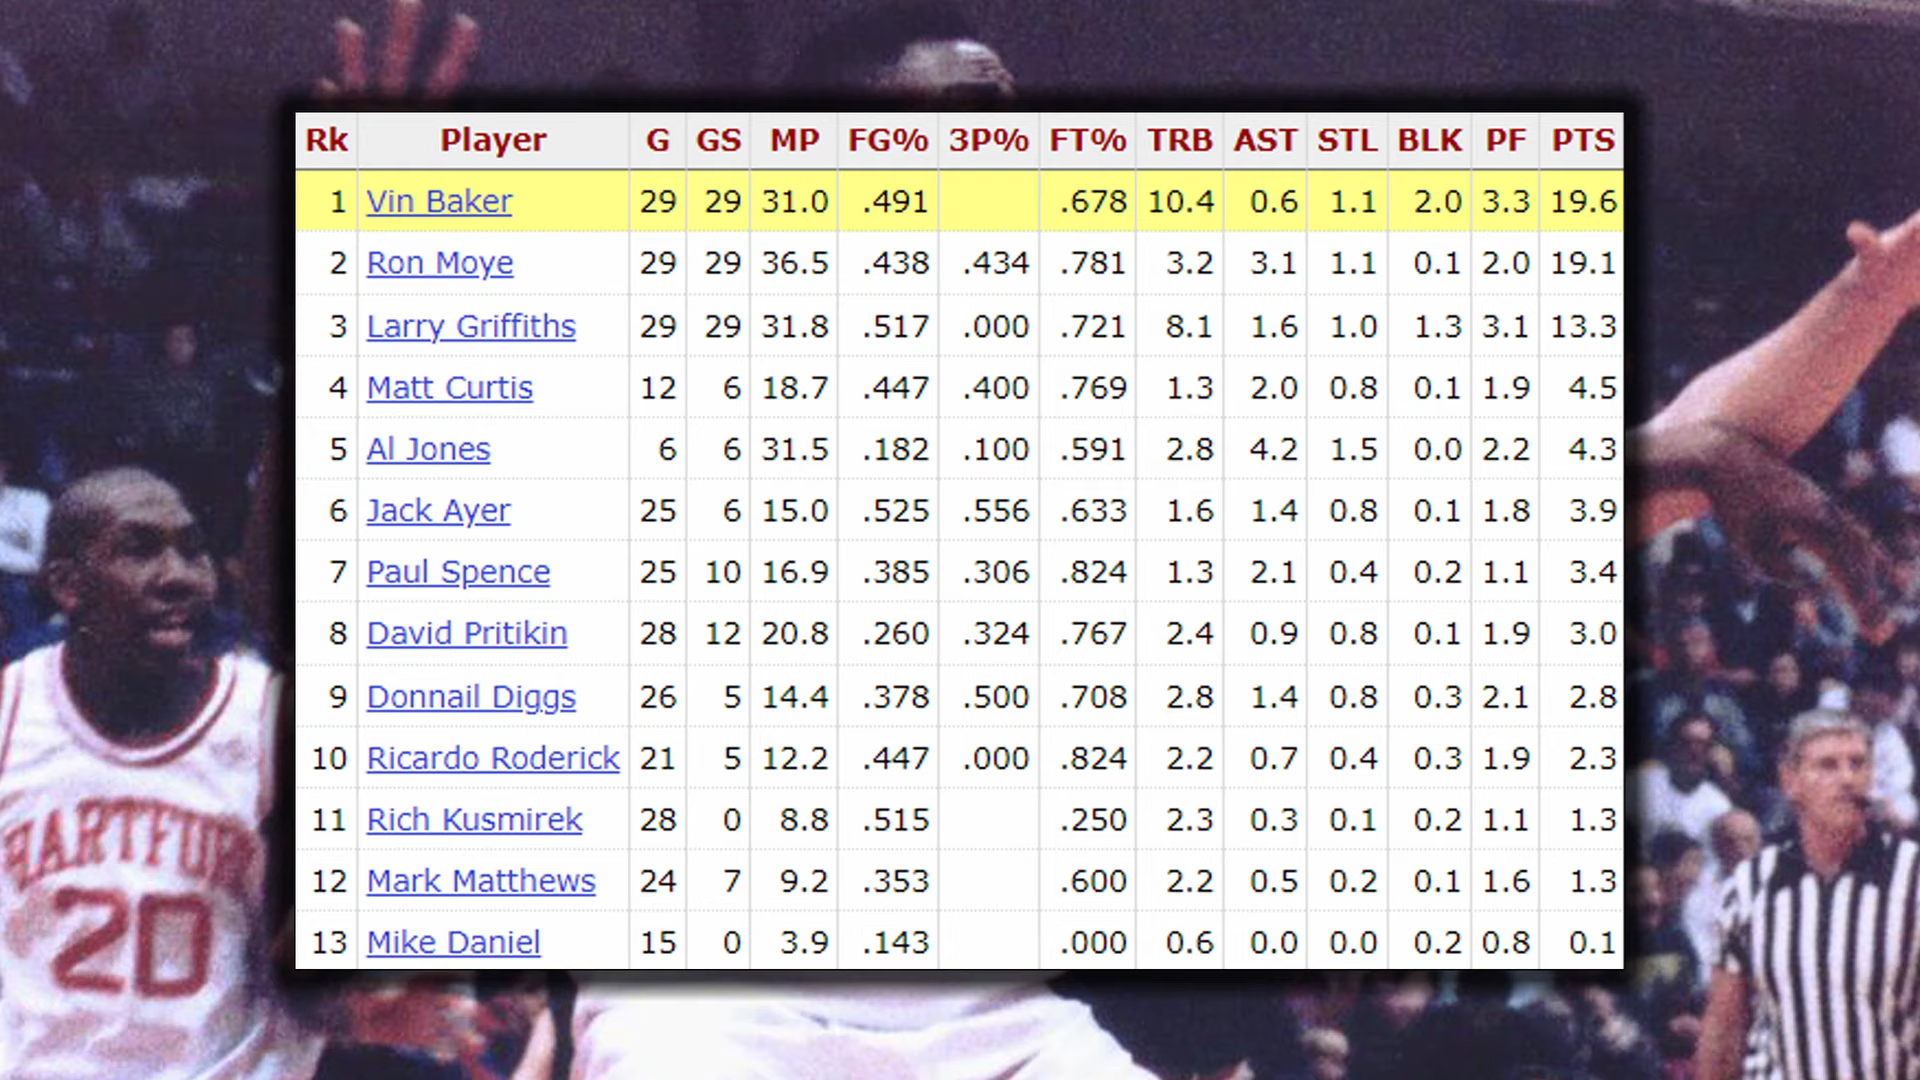 Rk Player G GS MP FG% 3P% FT% TRB AST STL BLK PF PTS
1 Vin Baker 29 29 31.0 .491 .678 10.4 0.6 1.1 2.0 3.3 19.6
2 Ron Moye 29 29 36.5 .438 .434 .781 3.2 3.1 1.1 0.1 2.0 19.1
3 Larry Griffiths 29 29 31.8 .517 .000 .721 8.1 1.6 1.0 1.3 3.1 13.3
4 Matt Curtis 12 6 18.7 .447 .400 .769 1.3 2.0 0.8 0.1 1.9 4.5
5 Al Jones 6 6 31.5 .182 .100 .591 2.8 4.2 1.5 0.0 2.2 4.3
6 Jack Ayer 25 6 15.0 .525 .556 .633 1.6 1.4 0.8 0.1 1.8 3.9
7 Paul Spence 25 10 16.9 .385 .306 .824 1.3 2.1 0.4 0.2 1.1 3.4
8 David Pritikin 28 12 20.8 .260 .324 .767 2.4 0.9 0.8 0.1 1.9 3.0
9 Donnail Diggs 26 5 14.4 .378 .500 .708 2.8 1.4 0.8 0.3 2.1 2.8
10 Ricardo Roderick 21 5 12.2 .447 .000 .824 2.2 0.7 0.4 0.3 1.9 2.3
11 Rich Kusmirek 28 0 8.8 .515 .250 2.3 0.3 0.1 0.2 1.1 1.3
12 Mark Matthews 24 7 9.2 .353 .600 2.2 0.5 0.2 0.1 1.6 1.3
13 Mike Daniel 15 0 3.9 .143 .000 0.6 0.0 0.0 0.2 0.8 0.1
HARTFORD
20